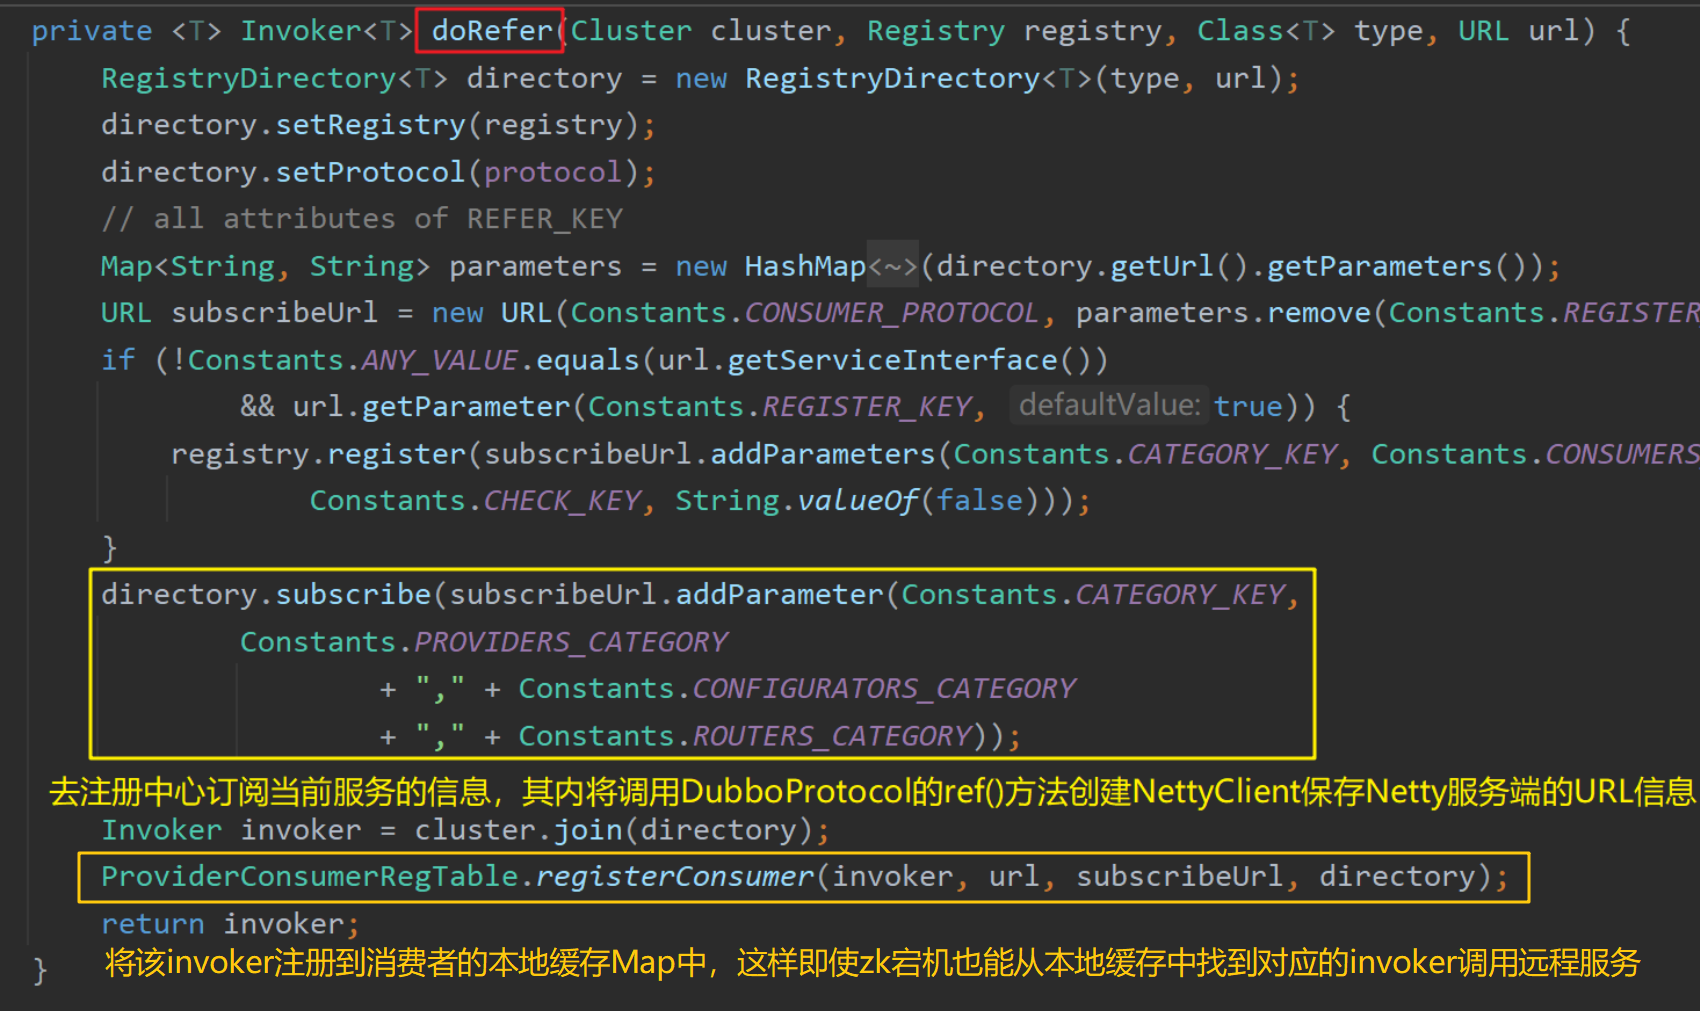 private <T> Invoker<T> doRefer(Cluster cluster, Registry registry, Class<T> type, URL url) {
RegistryDirectory<T> directory = new RegistryDirectory<T>(type, url);
directory.setRegistry(registry);
directory.setProtocol(protocol);
// all attributes of REFER_KEY
Map<String, String> parameters = new HashMap<~>(directory.getUrl().getParameters());
URL subscribeUrl = new URL(Constants.CONSUMER_PROTOCOL, parameters.remove(Constants.REGISTER
if (!Constants.ANY_VALUE.equals(url.getServiceInterface())
&& url.getParameter(Constants.REGISTER_KEY, defaultValue: true)) {
registry.register(subscribeUrl.addParameters(Constants.CATEGORY_KEY, Constants.CONSUMERS
Constants.CHECK_KEY, String.valueOf(false)));
}
directory.subscribe(subscribeUrl.addParameter(Constants.CATEGORY_KEY,
Constants.PROVIDERS_CATEGORY
+ "," + Constants.CONFIGURATORS_CATEGORY
+ "," + Constants.ROUTERS_CATEGORY));
去注册中心订阅当前服务的信息，其内将调用DubboProtocol的ref()方法创建NettyClient保存Netty服务端的URL信息
Invoker invoker = cluster.join(directory);
ProviderConsumerRegTable.registerConsumer(invoker, url, subscribeUrl, directory);
return invoker;
将该invoker注册到消费者的本地缓存Map中，这样即使zk宕机也能从本地缓存中找到对应的invoker调用远程服务
}